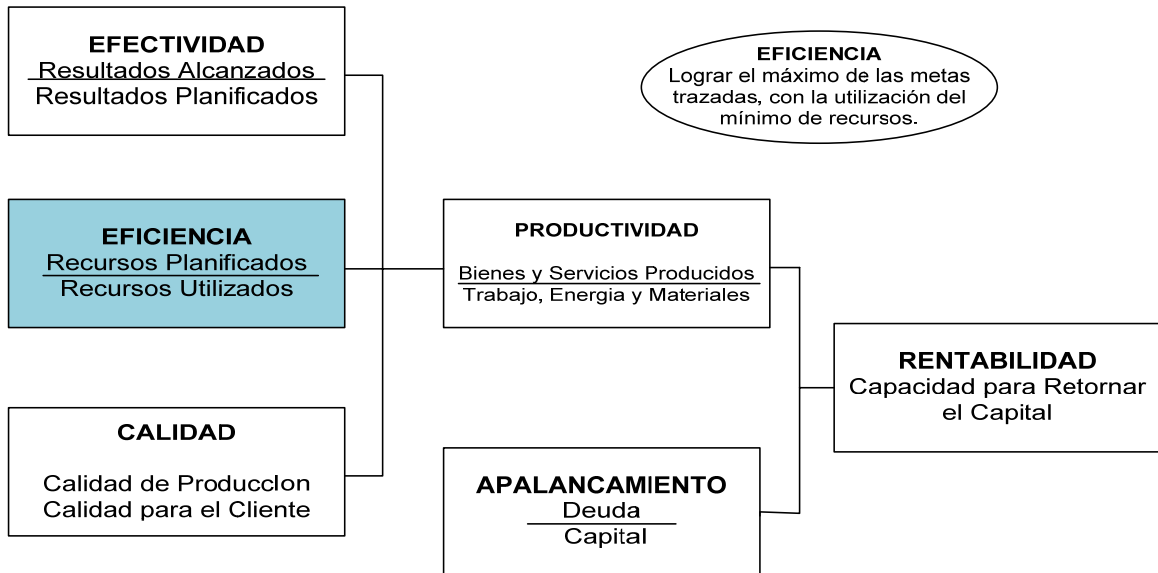 EFECTIVIDAD
Resultados Alcanzados
Resultados Planificados
EFICIENCIA
Lograr el máximo de las metas
trazadas, con la utilización del
mínimo de recursos.
EFICIENCIA
Recursos Planificados
Recursos Utilizados
PRODUCTIVIDAD
Bienes y Servicios Producidos
Trabajo, Energia y Materiales
RENTABILIDAD
Capacidad para Retornar
el Capital
CALIDAD
Calidad de ProduccIon
Calidad para el Cliente
APALANCAMIENTO
Deuda
Capital